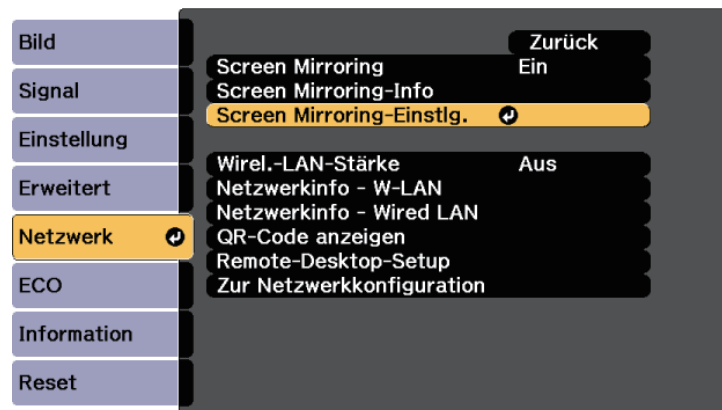 Bild
Signal
Einstellung
Erweitert
Netzwerk
ECO
Information
Reset
Zurück
Screen Mirroring Ein
Screen Mirroring-Info
Screen Mirroring-Einstlg.
Wirel.-LAN-Stärke Aus
Netzwerkinfo - W-LAN
Netzwerkinfo - Wired LAN
QR-Code anzeigen
Remote-Desktop-Setup
Zur Netzwerkkonfiguration